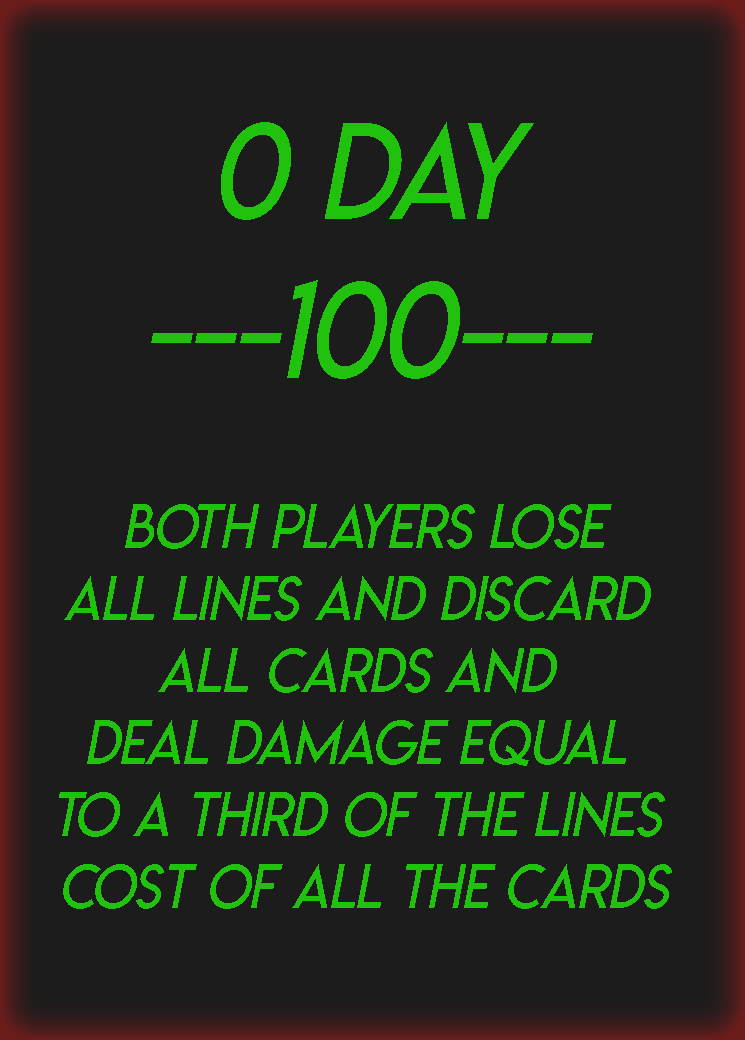 0 DAY
---100---
BOTH PLAYERS LOSE
ALL LINES AND DISCARD
ALL CARDS AND
DEAL DAMAGE EQUAL
TO A THIRD OF THE LINES
COST OF ALL THE CARDS